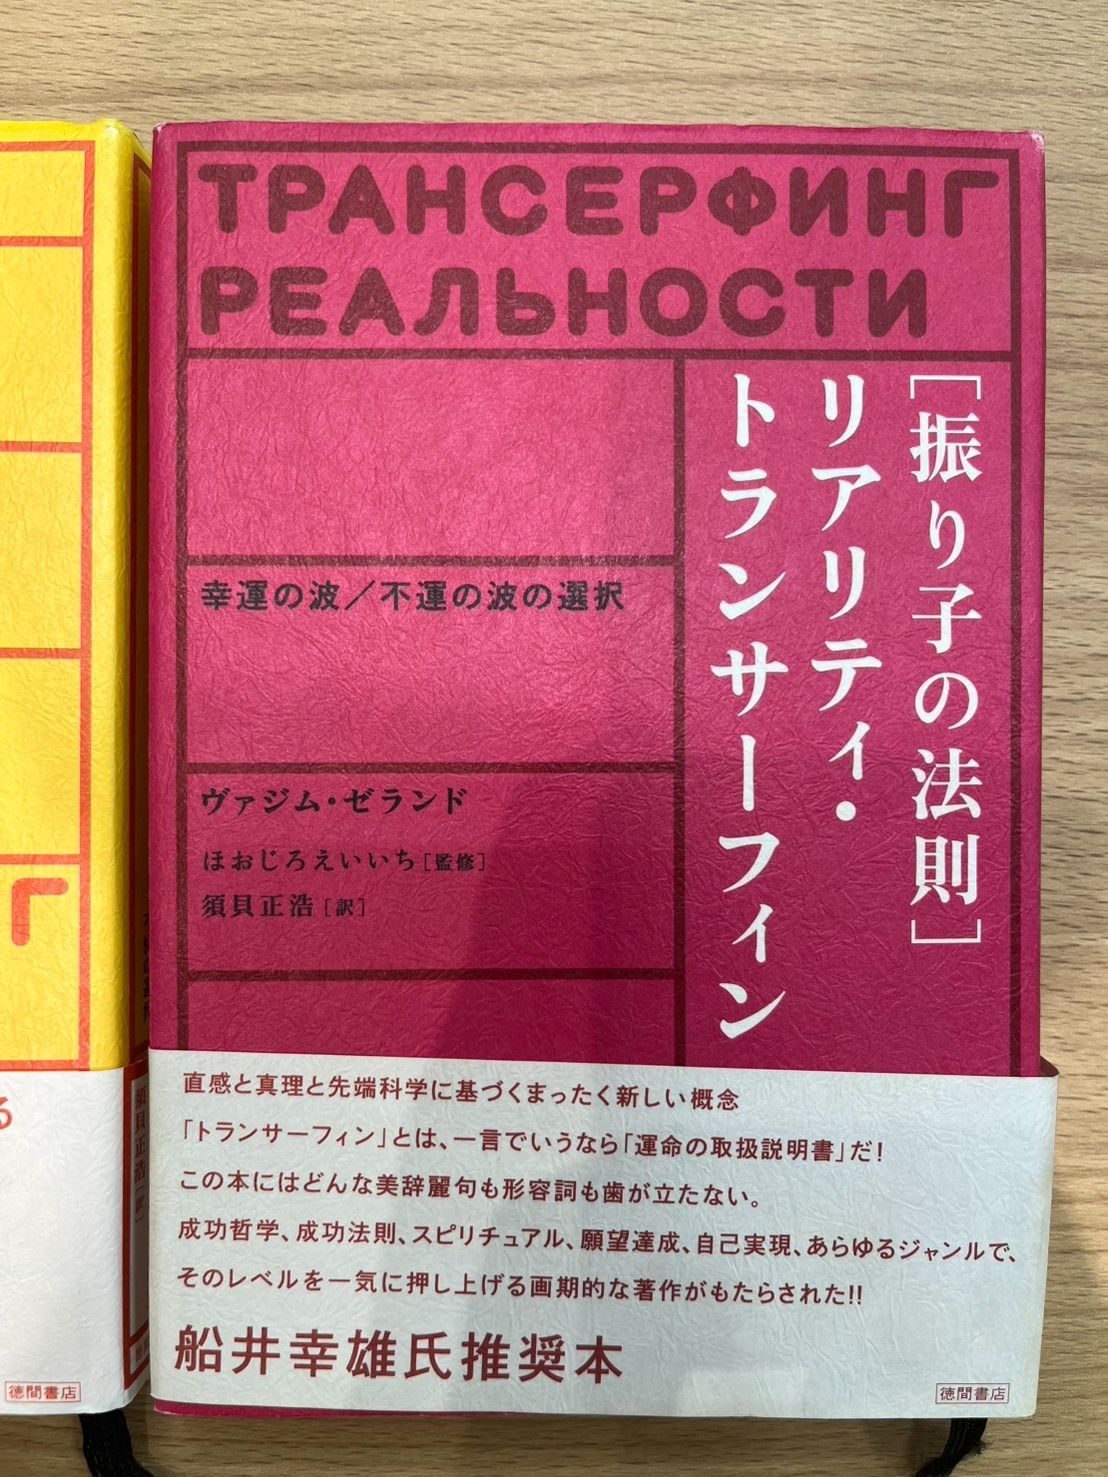 ТРАНСЕРФИНГ
РЕАЛЬНОСТИ
［振り子の法則］
リアリティ・
トランサーフィン
幸運の波／不運の波の選択
ヴァジム・ゼランド
ほおじろえいいち［監修］
須貝正浩［訳］
直感と真理と先端科学に基づくまったく新しい概念
「トランサーフィン」とは、一言でいうなら「運命の取扱説明書」だ!
この本にはどんな美辞麗句も形容詞も歯が立たない。
成功哲学、成功法則、スピリチュアル、願望達成、自己実現、あらゆるジャンルで、
そのレベルを一気に押し上げる画期的な著作がもたらされた!!
船井幸雄氏推奨本
徳間書店
Г
る
須貝正浩［訳］
徳間書店